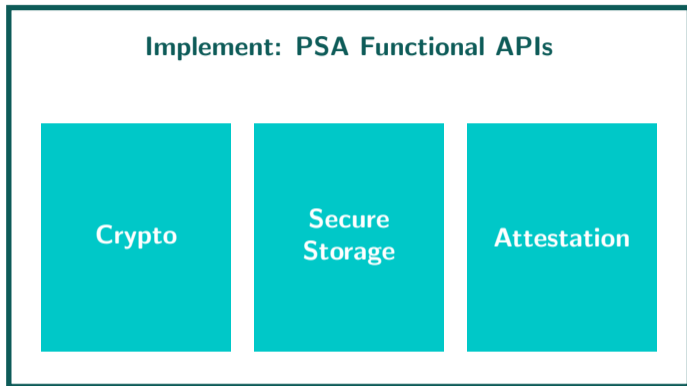 Implement: PSA Functional APIs
Crypto
Secure
Storage
Attestation